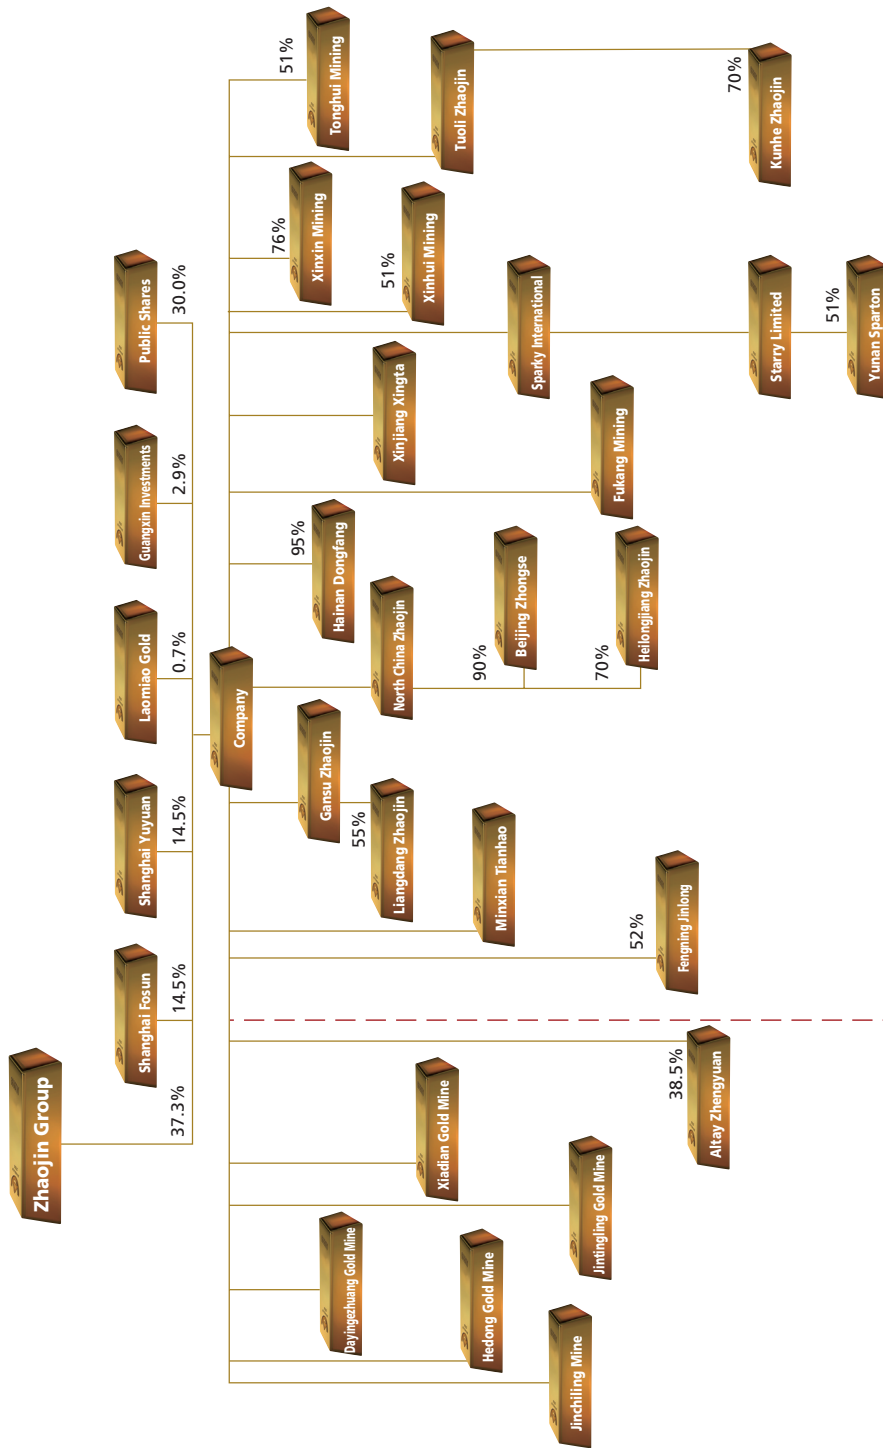 Zhaojin Group
37.3%
Shanghai Fosun
14.5%
Shanghai Yuyuan
14.5%
Laomiao Gold
0.7%
Guangxin Investments
2.9%
Public Shares
30.0%
Company
Jinchiling Mine
Hedong Gold Mine
Dayingezhuang Gold Mine
Jintingling Gold Mine
Xiadian Gold Mine
38.5%
Altay Zhengyuan
52%
Fengning Jinlong
Minxian Tianhao
Gansu Zhaojin
55%
Liangdang Zhaojin
North China Zhaojin
90%
Beijing Zhongse
70%
Heilongjiang Zhaojin
95%
Hainan Dongfang
Fukang Mining
Xinjiang Xingta
Sparky International
Starry Limited
51%
Yunan Sparton
51%
Xinhui Mining
76%
Xinxin Mining
Tuoli Zhaojin
70%
Kunhe Zhaojin
51%
Tonghui Mining